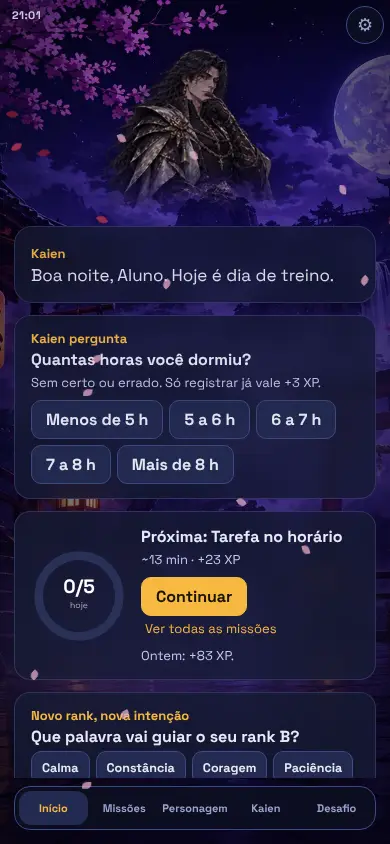 21:01
Kaien
Boa noite, Aluno. Hoje é dia de treino.
Kaien pergunta
Quantas horas você dormiu?
Sem certo ou errado. Só registrar já vale +3 XP.
Menos de 5 h
5 a 6 h
6 a 7 h
7 a 8 h
Mais de 8 h
Próxima: Tarefa no horário
~13 min · +23 XP
0/5
hoje
Continuar
Ver todas as missões
Ontem: +83 XP.
Novo rank, nova intenção
Que palavra vai guiar o seu rank B?
Calma
Constância
Coragem
Paciência
Início
Missões
Personagem
Kaien
Desafio